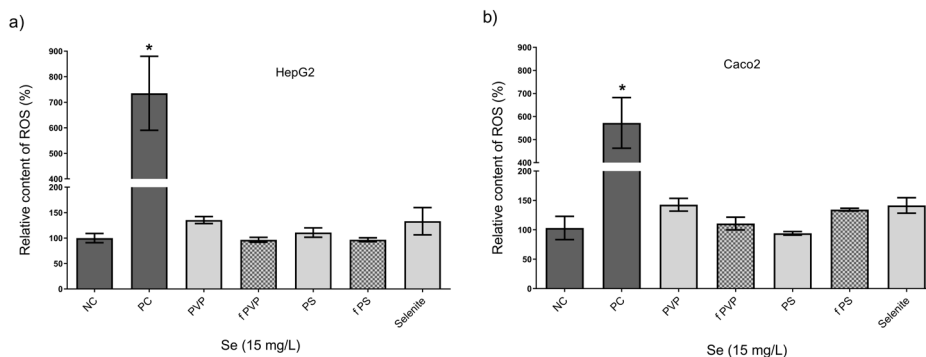 a)
HepG2
*
Relative content of ROS (%)
900
800
700
600
500
400
200
150
100
50
0
NC
PC
PVP
f PVP
PS
f PS
Selenite
Se (15 mg/L)
b)
Caco2
*
Relative content of ROS (%)
900
800
700
600
500
400
200
150
100
50
0
NC
PC
PVP
f PVP
PS
f PS
Selenite
Se (15 mg/L)